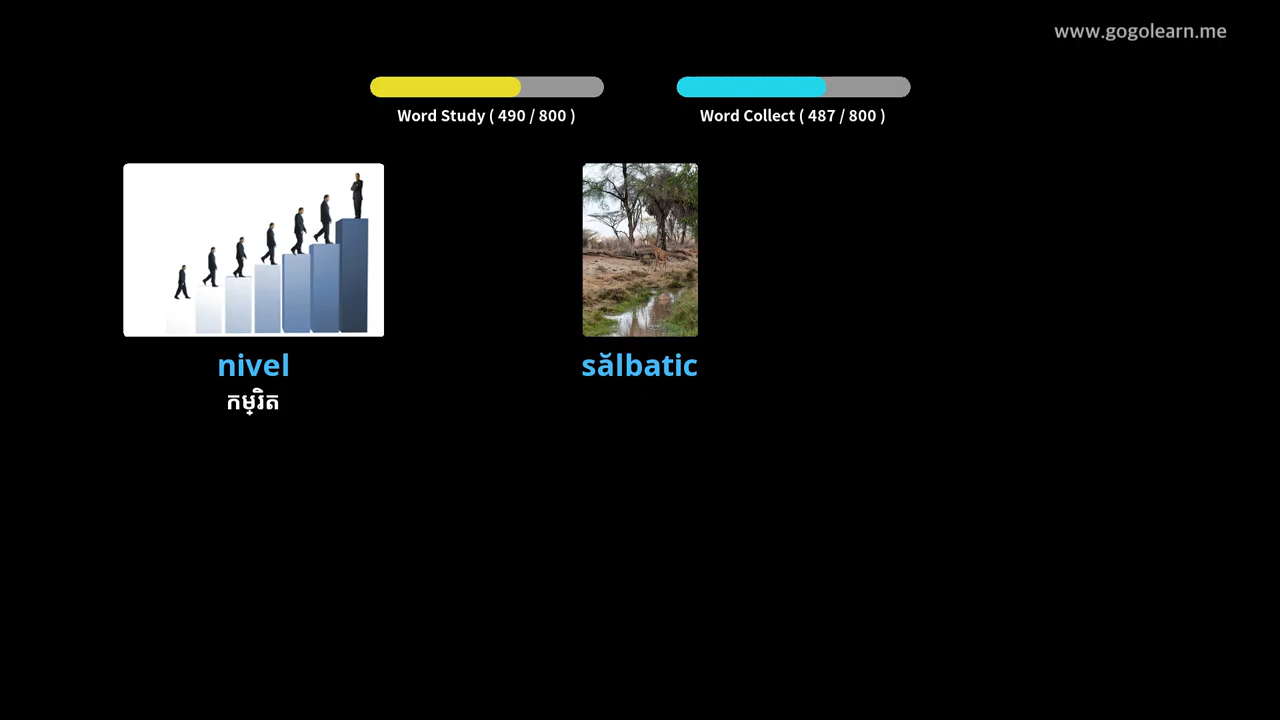 www.gogolearn.me
Word Study ( 490 / 800 )
Word Collect ( 487 / 800 )
nivel
sălbatic
កម្រិត